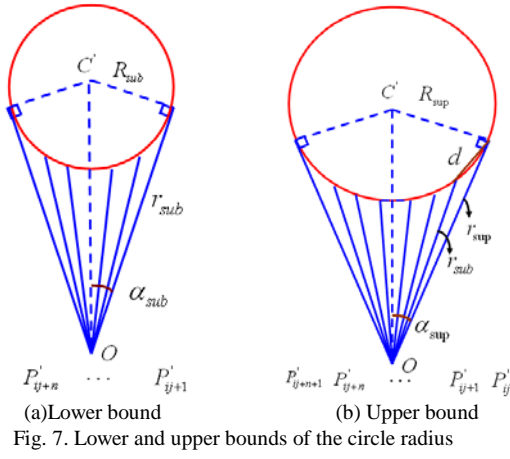 C' R_sub
r_sub
α_sub
O
P'_ij+n ... P'_ij+1
(a)Lower bound
C' R_sup
d
r_sup
r_sub
α_sup
O
P'_ij+n+1 P'_ij+n ... P'_ij+1 P'_ij
(b) Upper bound
Fig. 7. Lower and upper bounds of the circle radius